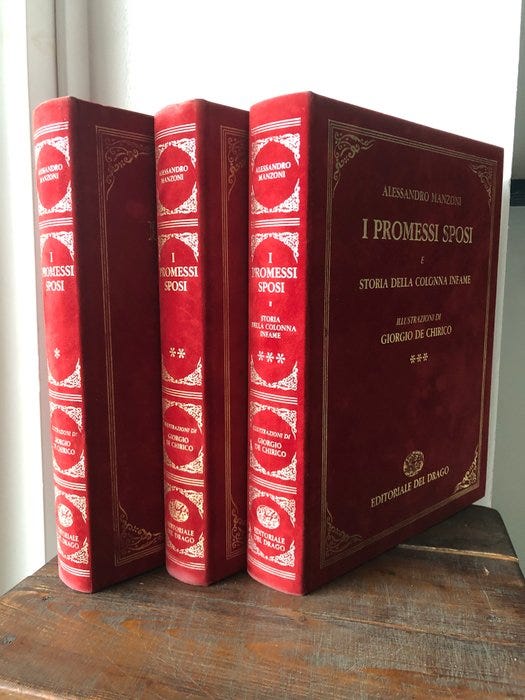 ALESSANDRO
MANZONI
I
PROMESSI
SPOSI
*
ILLUSTRAZIONI DI
GIORGIO
DE CHIRICO
EDITORIALE
DEL DRAGO
ALESSANDRO
MANZONI
I
PROMESSI
SPOSI
**
ILLUSTRAZIONI DI
GIORGIO
DE CHIRICO
EDITORIALE
DEL DRAGO
ALESSANDRO
MANZONI
I
PROMESSI
SPOSI
E
STORIA
DELLA COLONNA
INFAME
***
ILLUSTRAZIONI DI
GIORGIO
DE CHIRICO
EDITORIALE
DEL DRAGO
ALESSANDRO MANZONI
I PROMESSI SPOSI
E
STORIA DELLA COLONNA INFAME
ILLUSTRAZIONI DI
GIORGIO DE CHIRICO
***
EDITORIALE DEL DRAGO